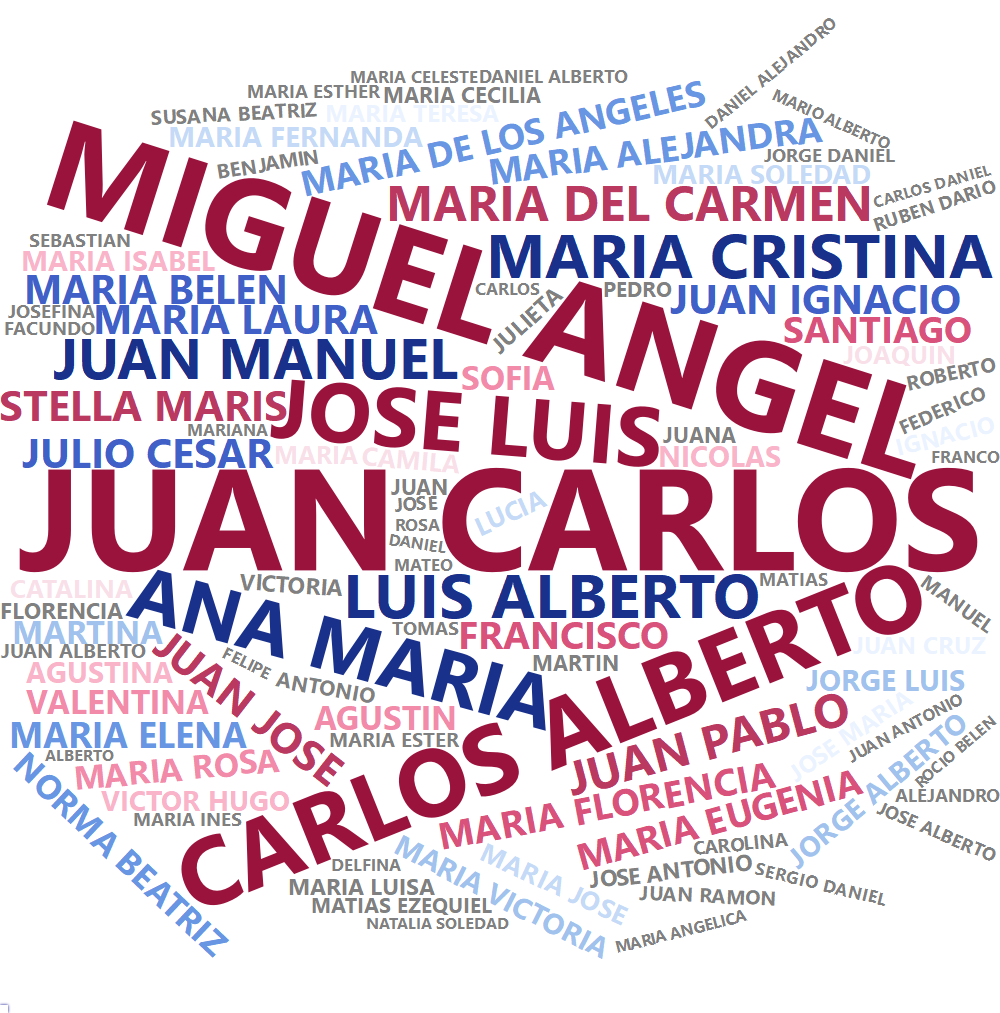 DANIEL ALEJANDRO
MARIA CELESTE
DANIEL ALBERTO
MARIA ESTHER
MARIA CECILIA
MARIO ALBERTO
SUSANA BEATRIZ
MARIA TERESA
MARIA DE LOS ANGELES
MARIA FERNANDA
MARIA ALEJANDRA
BENJAMIN
JORGE DANIEL
MARIA SOLEDAD
CARLOS DANIEL
RUBEN DARIO
MIGUEL ANGEL
MARIA DEL CARMEN
SEBASTIAN
MARIA ISABEL
MARIA CRISTINA
MARIA BELEN
CARLOS
PEDRO
JUAN IGNACIO
JOSEFINA
FACUNDO
MARIA LAURA
JULIETA
SANTIAGO
JUAN MANUEL
JOAQUIN
SOFIA
ROBERTO
STELLA MARIS
JOSE LUIS
FEDERICO
MARIANA
JUANA
IGNACIO
JULIO CESAR
MARIA CAMILA
NICOLAS
FRANCO
JUAN CARLOS
JUAN
JOSE
LUCIA
ROSA
DANIEL
MATEO
CATALINA
VICTORIA
LUIS ALBERTO
MATIAS
MANUEL
FLORENCIA
ANA MARIA
MARTINA
TOMAS
FRANCISCO
JUAN CRUZ
JUAN ALBERTO
FELIPE
MARTIN
AGUSTINA
ANTONIO
JORGE LUIS
VALENTINA
JUAN JOSE
AGUSTIN
CARLOS ALBERTO
JUAN PABLO
JOSE MARIA
JUAN ANTONIO
MARIA ELENA
MARIA ESTER
ROCIO BELEN
ALBERTO
MARIA ROSA
JORGE ALBERTO
ALEJANDRO
VICTOR HUGO
MARIA FLORENCIA
MARIA EUGENIA
JOSE ALBERTO
MARIA INES
NORMA BEATRIZ
CAROLINA
DELFINA
JOSE ANTONIO
SERGIO DANIEL
MARIA LUISA
MARIA VICTORIA
MARIA JOSE
JUAN RAMON
MATIAS EZEQUIEL
NATALIA SOLEDAD
MARIA ANGELICA